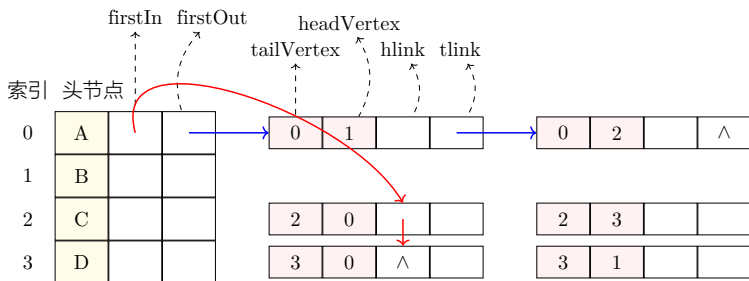 firstIn firstOut headVertex
tailVertex hlink tlink
索引 头节点
0 A 0 1 0 2 ∧
1 B
2 C 2 0 2 3
3 D 3 0 ∧ 3 1